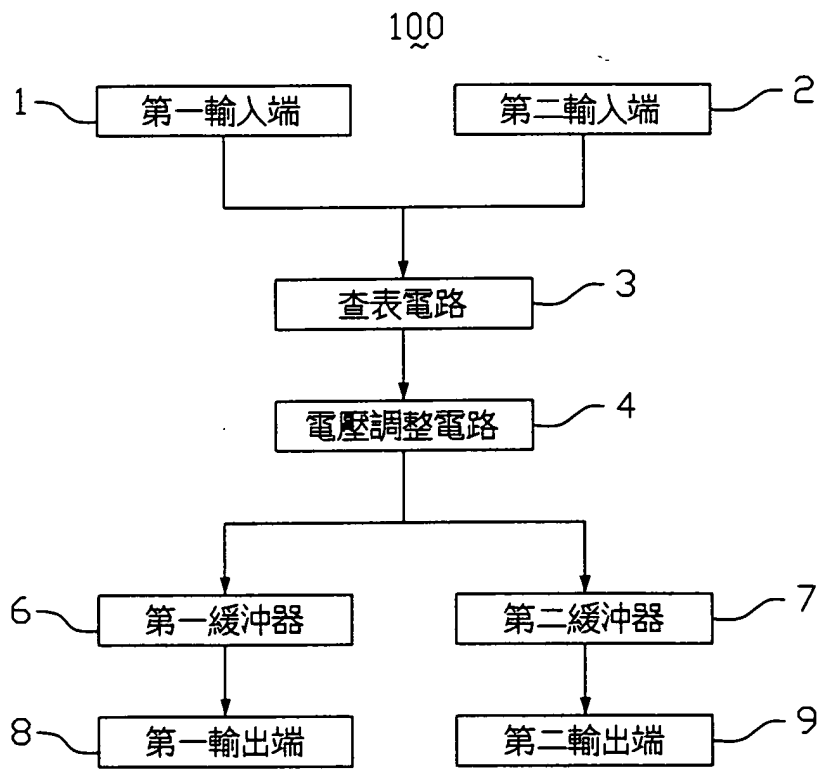 100
1 第一輸入端
第二輸入端 2
查表電路 3
電壓調整電路 4
6 第一緩沖器
第二緩沖器 7
8 第一輸出端
第二輸出端 9